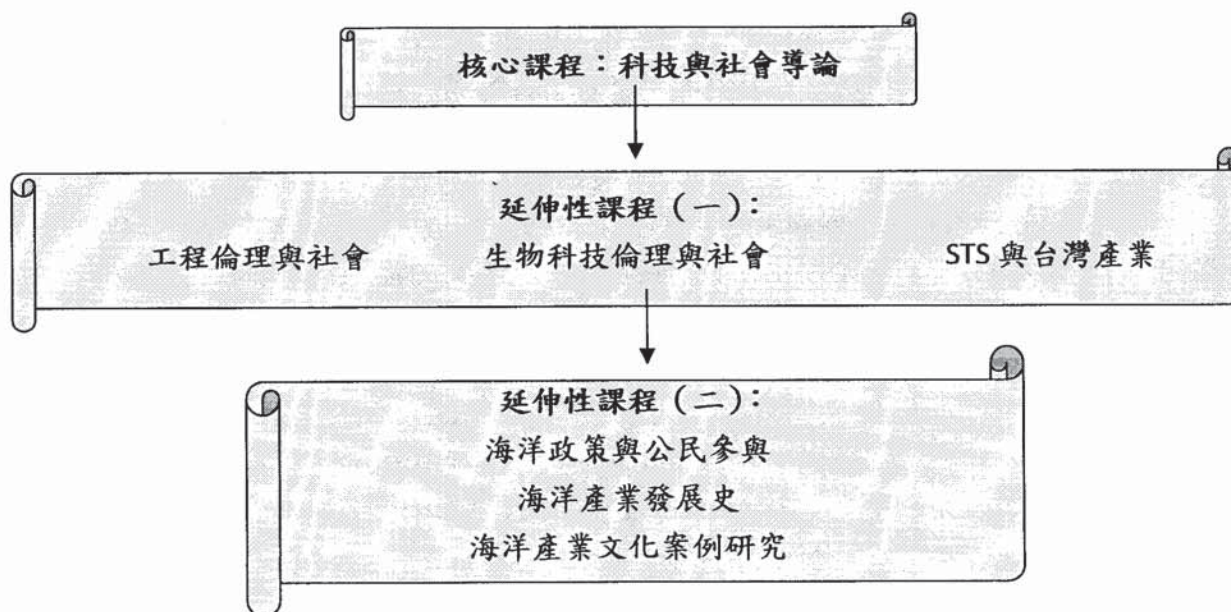 核心課程：科技與社會導論
延伸性課程（一）：
工程倫理與社會 生物科技倫理與社會 STS 與台灣產業
延伸性課程（二）：
海洋政策與公民參與
海洋產業發展史
海洋產業文化案例研究